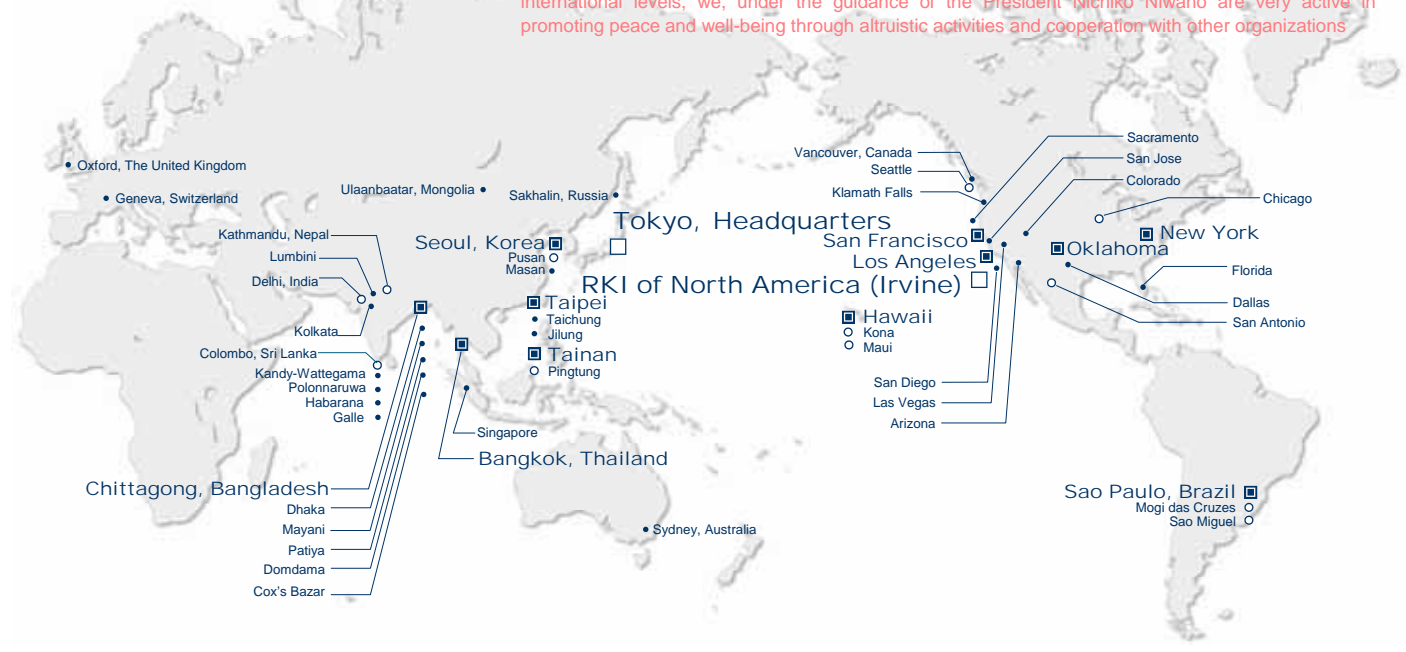 international levels, we, under the guidance of the President Nichiko Niwano are very active in
promoting peace and well-being through altruistic activities and cooperation with other organizations
Sacramento
Vancouver, Canada
San Jose
Oxford, The United Kingdom
Seattle
Colorado
Ulaanbaatar, Mongolia
Sakhalin, Russia
Klamath Falls
Geneva, Switzerland
Chicago
Tokyo, Headquarters
Kathmandu, Nepal
Seoul, Korea
San Francisco
New York
Lumbini
Pusan
Oklahoma
Masan
Los Angeles
Florida
Delhi, India
RKI of North America (Irvine)
Taipei
Dallas
Taichung
Hawaii
San Antonio
Kolkata
Jilung
Kona
Colombo, Sri Lanka
Tainan
Maui
Kandy-Wattegama
Pingtung
Polonnaruwa
San Diego
Habarana
Las Vegas
Galle
Arizona
Singapore
Bangkok, Thailand
Chittagong, Bangladesh
Sao Paulo, Brazil
Dhaka
Mogi das Cruzes
Mayani
Sao Miguel
Sydney, Australia
Patiya
Domdama
Cox's Bazar